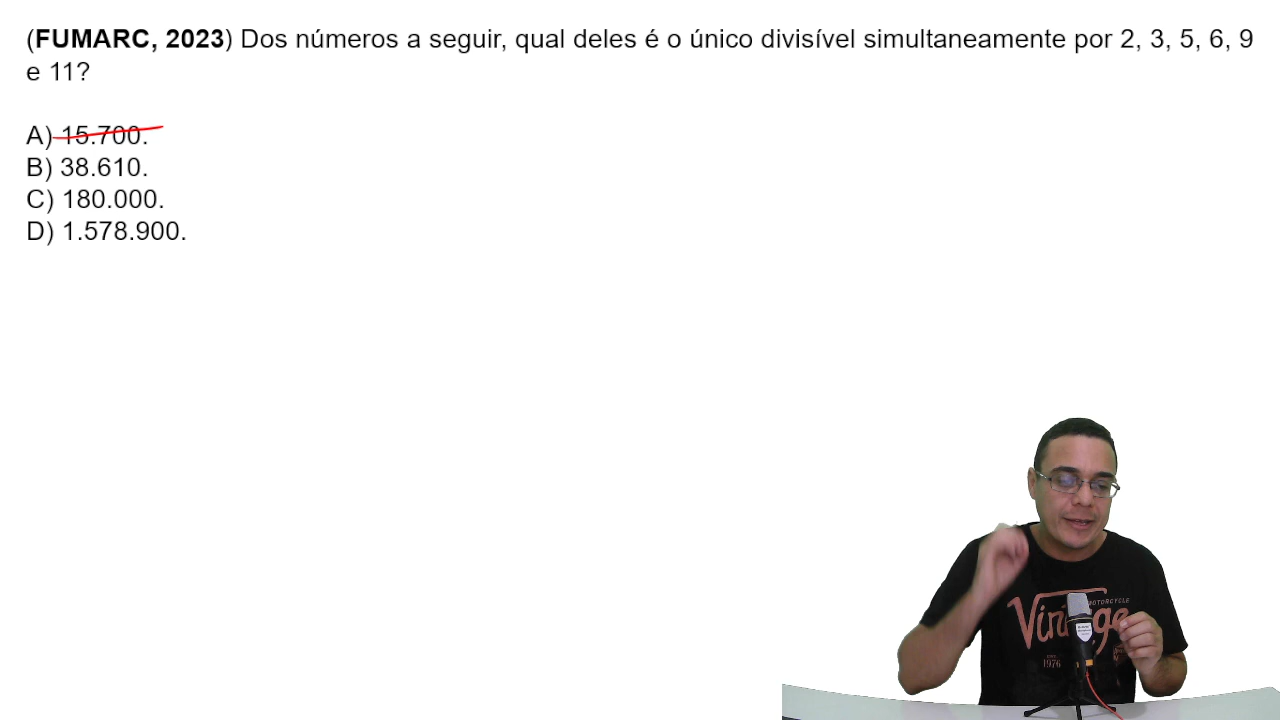 (FUMARC, 2023) Dos números a seguir, qual deles é o único divisível simultaneamente por 2, 3, 5, 6, 9
e 11?
A) 15.700.
B) 38.610.
C) 180.000.
D) 1.578.900.
MOTORCYCLE
Vintage
1976